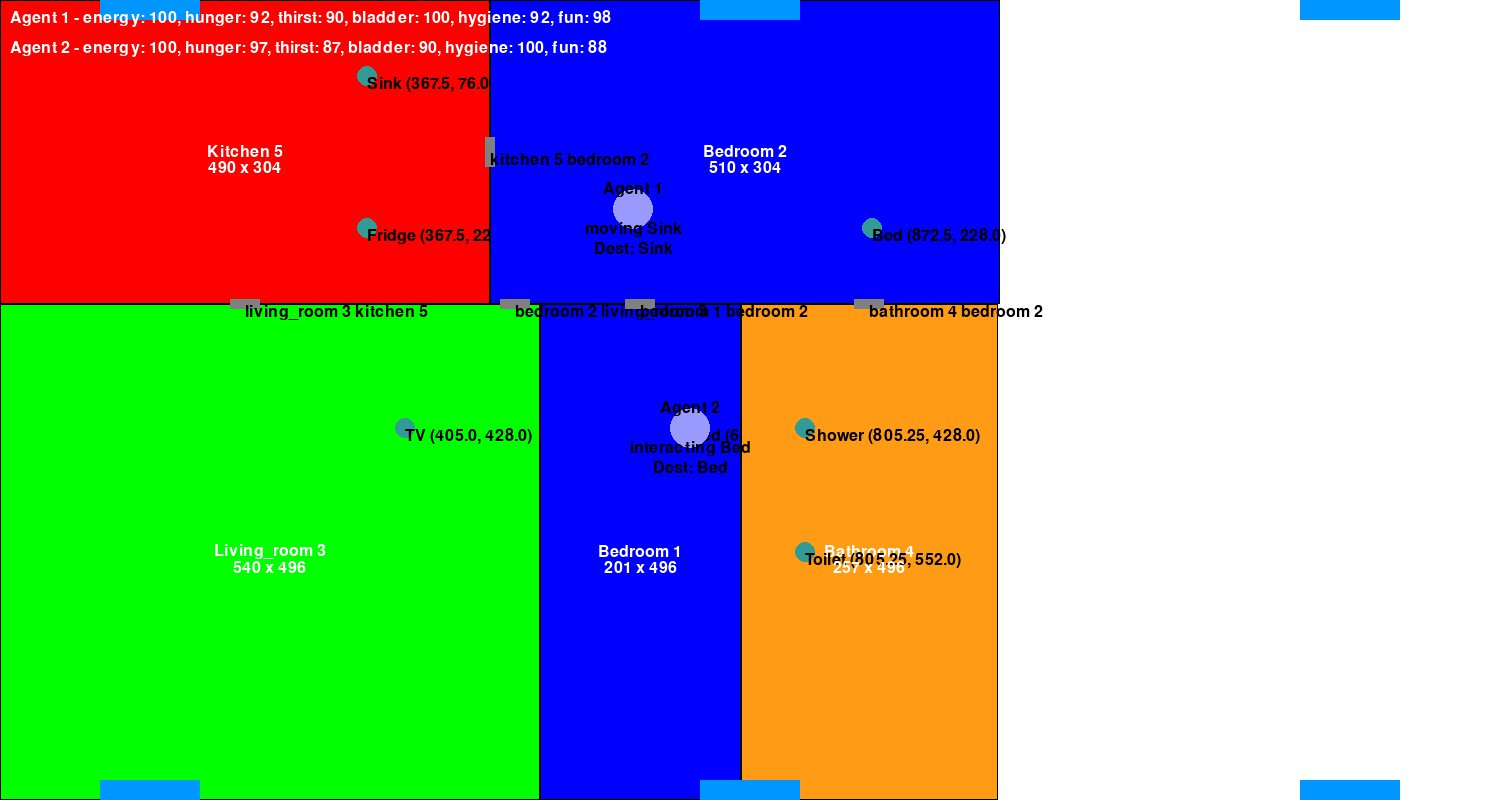 Agent 1 - energy: 100, hunger: 92, thirst: 90, bladder: 100, hygiene: 92, fun: 98
Agent 2 - energy: 100, hunger: 97, thirst: 87, bladder: 90, hygiene: 100, fun: 88
Sink (367.5, 76.0
Kitchen 5
490 x 304
kitchen 5 bedroom 2
Bedroom 2
510 x 304
Agent 1
moving Sink
Dest: Sink
Fridge (367.5, 22
Bed (872.5, 228.0)
living_room 3 kitchen 5
bedroom 2 living_room 3
1 bedroom 2
bathroom 4 bedroom 2
TV (405.0, 428.0)
Agent 2
interacting Bed
Dest: Bed
Shower (805.25, 428.0)
Living_room 3
540 x 496
Bedroom 1
201 x 496
Bathroom 4
257 x 496
Toilet (805.25, 552.0)